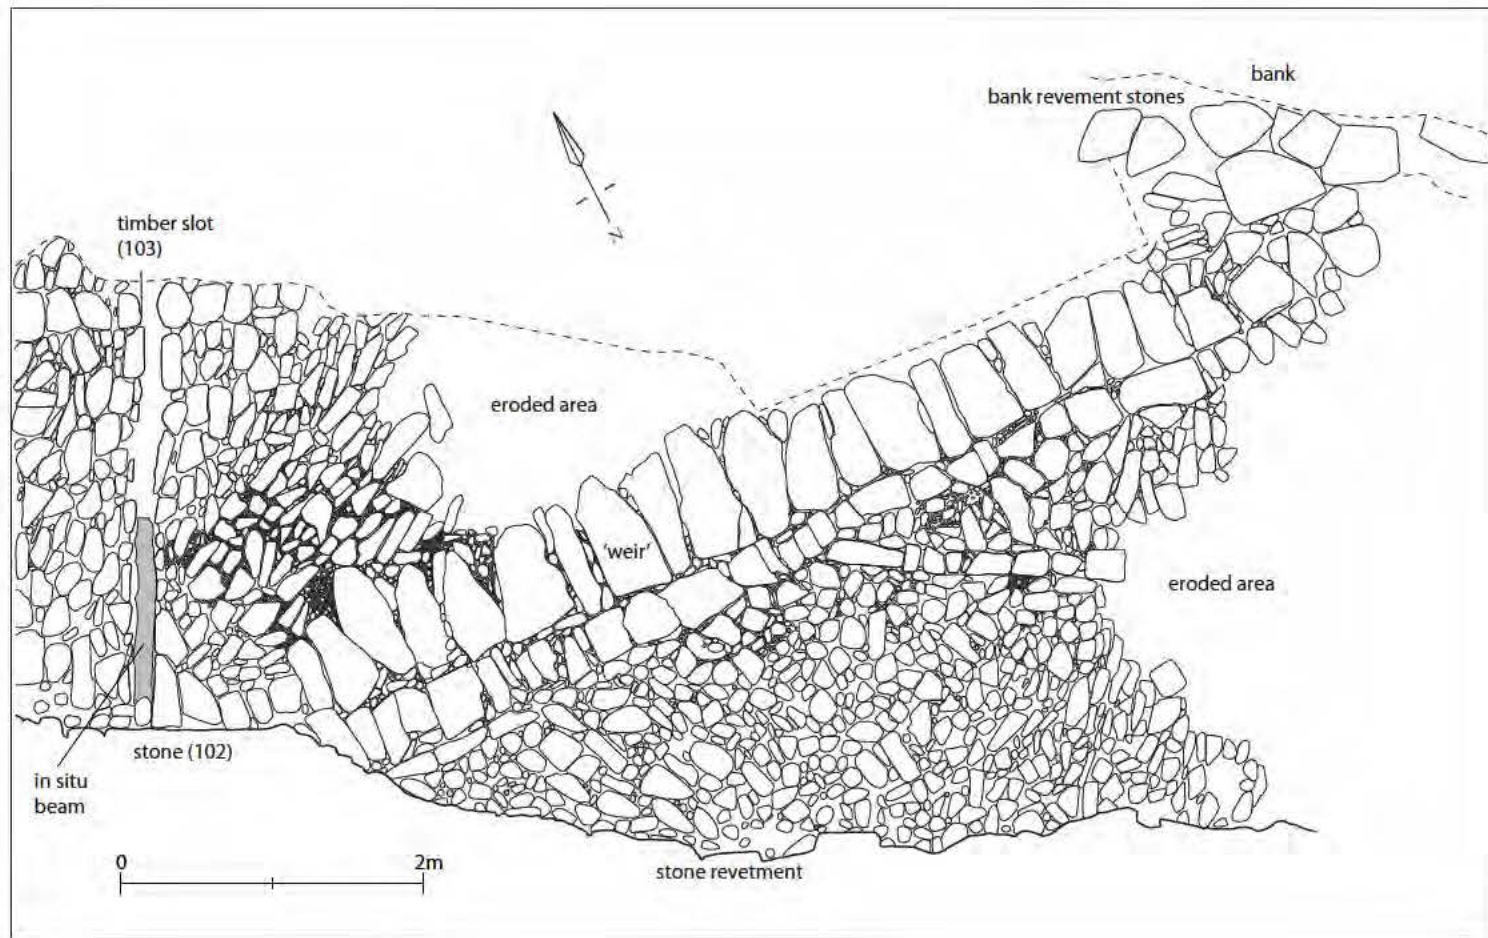 bank
bank revement stones
N
timber slot
(103)
eroded area
'weir'
eroded area
stone (102)
in situ
beam
0
2m
stone revetment